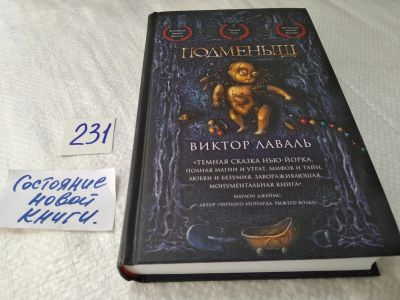 ПОДМЕНЫШ
ВИКТОР ЛАВАЛЬ
«ТЕМНАЯ СКАЗКА НЬЮ-ЙОРКА,
ПОЛНАЯ МАГИИ И УТРАТ, МИФОВ И ТАЙН,
ЛЮБВИ И БЕЗУМИЯ. ЗАВОРАЖИВАЮЩАЯ,
МОНУМЕНТАЛЬНАЯ КНИГА».
МАРЛОН ДЖЕЙМС,
АВТОР «ЧЕРНОГО ЛЕОПАРДА, РЫЖЕГО ВОЛКА»
231
Состояние
новой
книги.